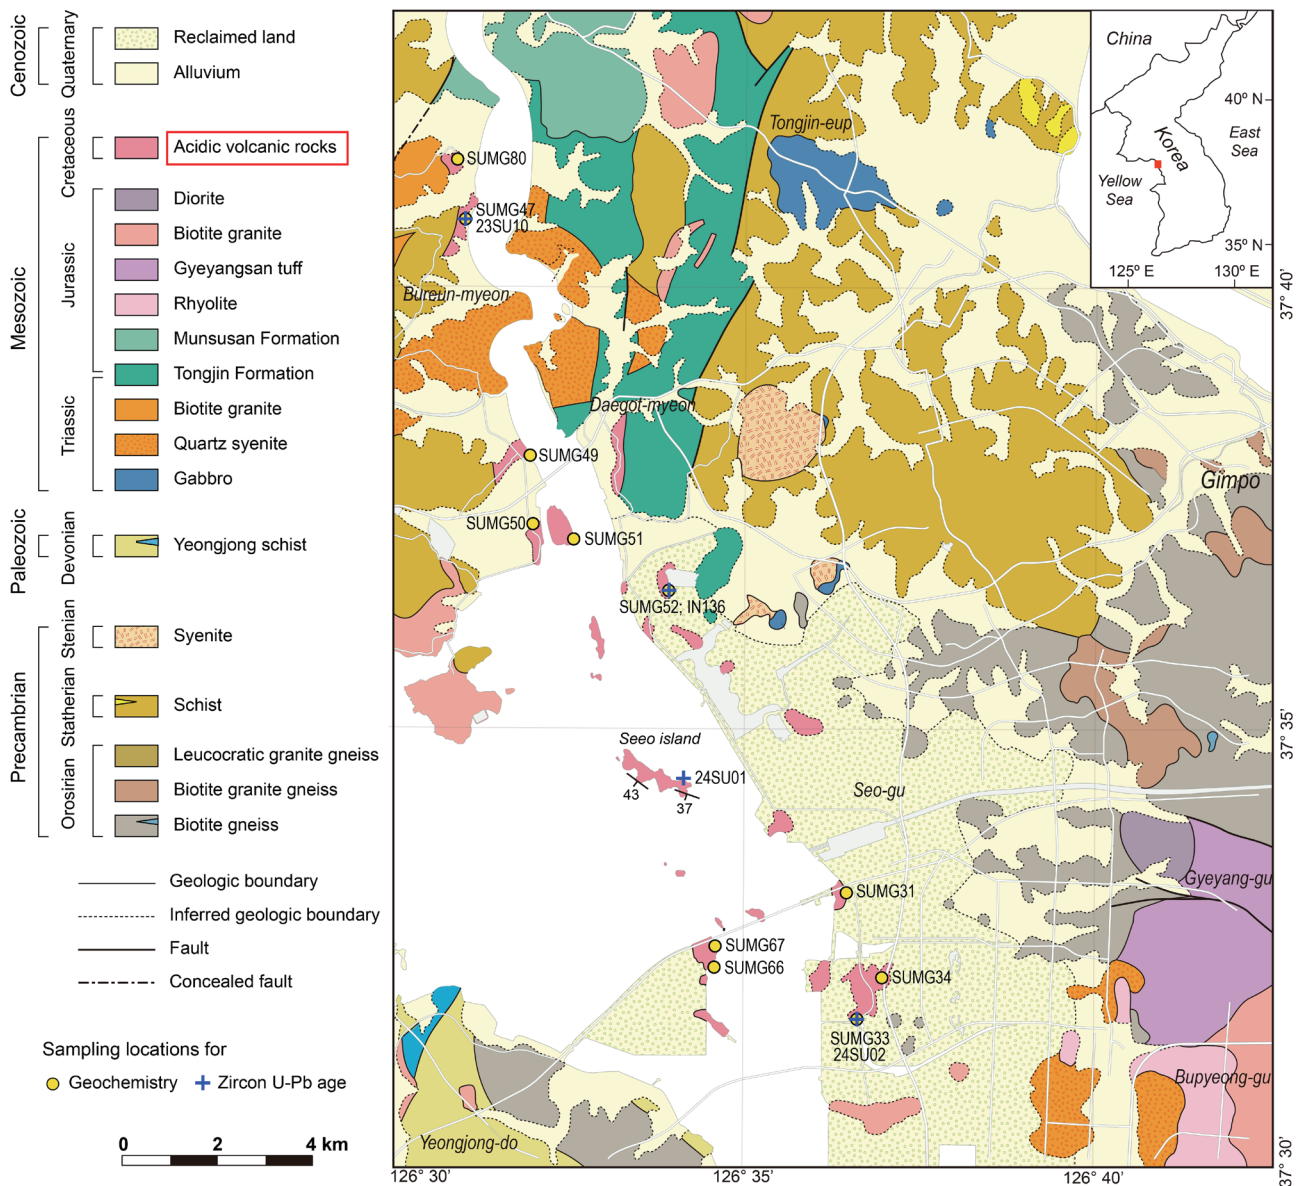 Cenozoic
Quaternary
Reclaimed land
Alluvium
Mesozoic
Cretaceous
Acidic volcanic rocks
Jurassic
Diorite
Biotite granite
Gyeyangsan tuff
Rhyolite
Munsusan Formation
Triassic
Tongjin Formation
Biotite granite
Quartz syenite
Gabbro
Paleozoic
Devonian
Yeongjong schist
Precambrian
Stenian
Syenite
Statherian
Schist
Orosirian
Leucocratic granite gneiss
Biotite granite gneiss
Biotite gneiss
Geologic boundary
Inferred geologic boundary
Fault
Concealed fault
Sampling locations for
Geochemistry
Zircon U-Pb age
0 2 4 km
China
40º N
East
Sea
Korea
Yellow
Sea
35º N
125º E
130º E
Tongjin-eup
SUMG80
SUMG47
23SU10
Bureun-myeon
37° 40'
Daegot-myeon
SUMG49
Gimpo
SUMG50
SUMG51
SUMG52; IN136
Seeo island
24SU01
43
37
37° 35'
Seo-gu
Gyeyang-gu
SUMG31
SUMG67
SUMG66
SUMG34
SUMG33
24SU02
Bupyeong-gu
Yeongjong-do
37° 30'
126° 30'
126° 35'
126° 40'